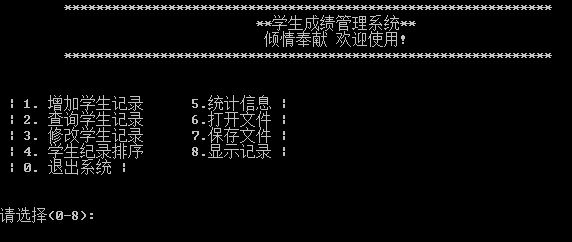 **************************************************************
**学生成绩管理系统**
倾情奉献 欢迎使用!
**************************************************************
| 1. 增加学生记录 5.统计信息 |
| 2. 查询学生记录 6.打开文件 |
| 3. 修改学生记录 7.保存文件 |
| 4. 学生纪录排序 8.显示记录 |
| 0. 退出系统 |
请选择(0-8):